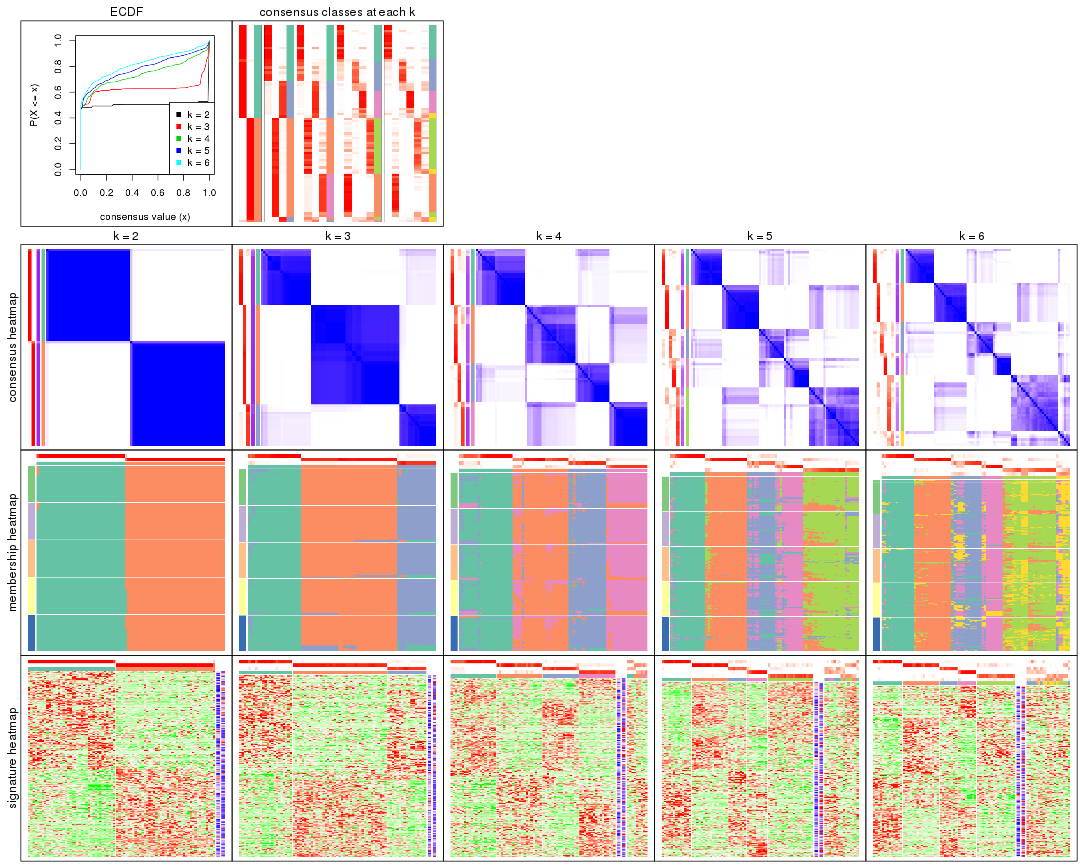 ECDF
consensus classes at each k
P(X <= x)
0.0 0.2 0.4 0.6 0.8 1.0
k = 2
k = 3
k = 4
k = 5
k = 6
0.0 0.2 0.4 0.6 0.8 1.0
consensus value (x)
k = 2 k = 3 k = 4 k = 5 k = 6
consensus heatmap
membership heatmap
signature heatmap